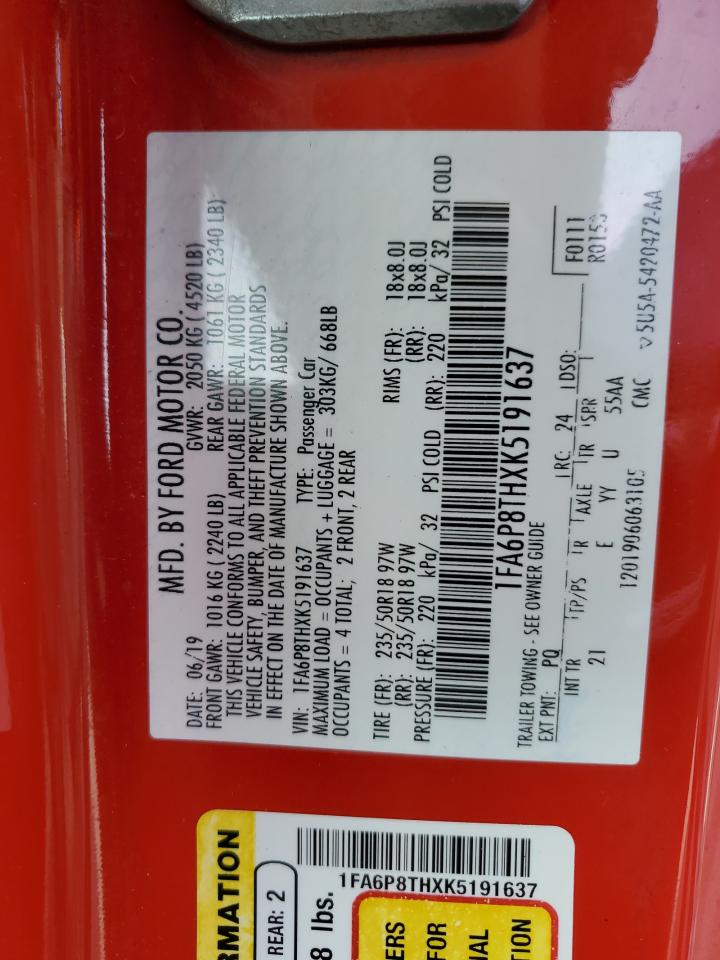 MFD. BY FORD MOTOR CO.
DATE: 06/19 GVWR: 2050 KG ( 4520 LB)
FRONT GAWR: 1016 KG ( 2240 LB) REAR GAWR: 1061 KG ( 2340 LB)
THIS VEHICLE CONFORMS TO ALL APPLICABLE FEDERAL MOTOR
VEHICLE SAFETY, BUMPER, AND THEFT PREVENTION STANDARDS
IN EFFECT ON THE DATE OF MANUFACTURE SHOWN ABOVE.
VIN: 1FA6P8THXK5191637 TYPE: Passenger Car
MAXIMUM LOAD = OCCUPANTS + LUGGAGE = 303KG/ 668LB
OCCUPANTS = 4 TOTAL; 2 FRONT, 2 REAR
TIRE (FR): 235/50R18 97W RIMS (FR): 18x8.0J
(RR): 235/50R18 97W (RR): 18x8.0J
PRESSURE (FR): 220 kPa/ 32 PSI COLD (RR): 220 kPa/ 32 PSI COLD
1FA6P8THXK5191637
TRAILER TOWING - SEE OWNER GUIDE F0111
EXT PNT: PQ RC: 24 DSO: R0153
INT TR TP/PS R AXLE TR SPR
21 E YY U 55AA
1201906063105 CMC 5U5A-5420472-AA
RMATION
REAR: 2
8 lbs.
1FA6P8THXK5191637
ERS
FOR
IAL
TION